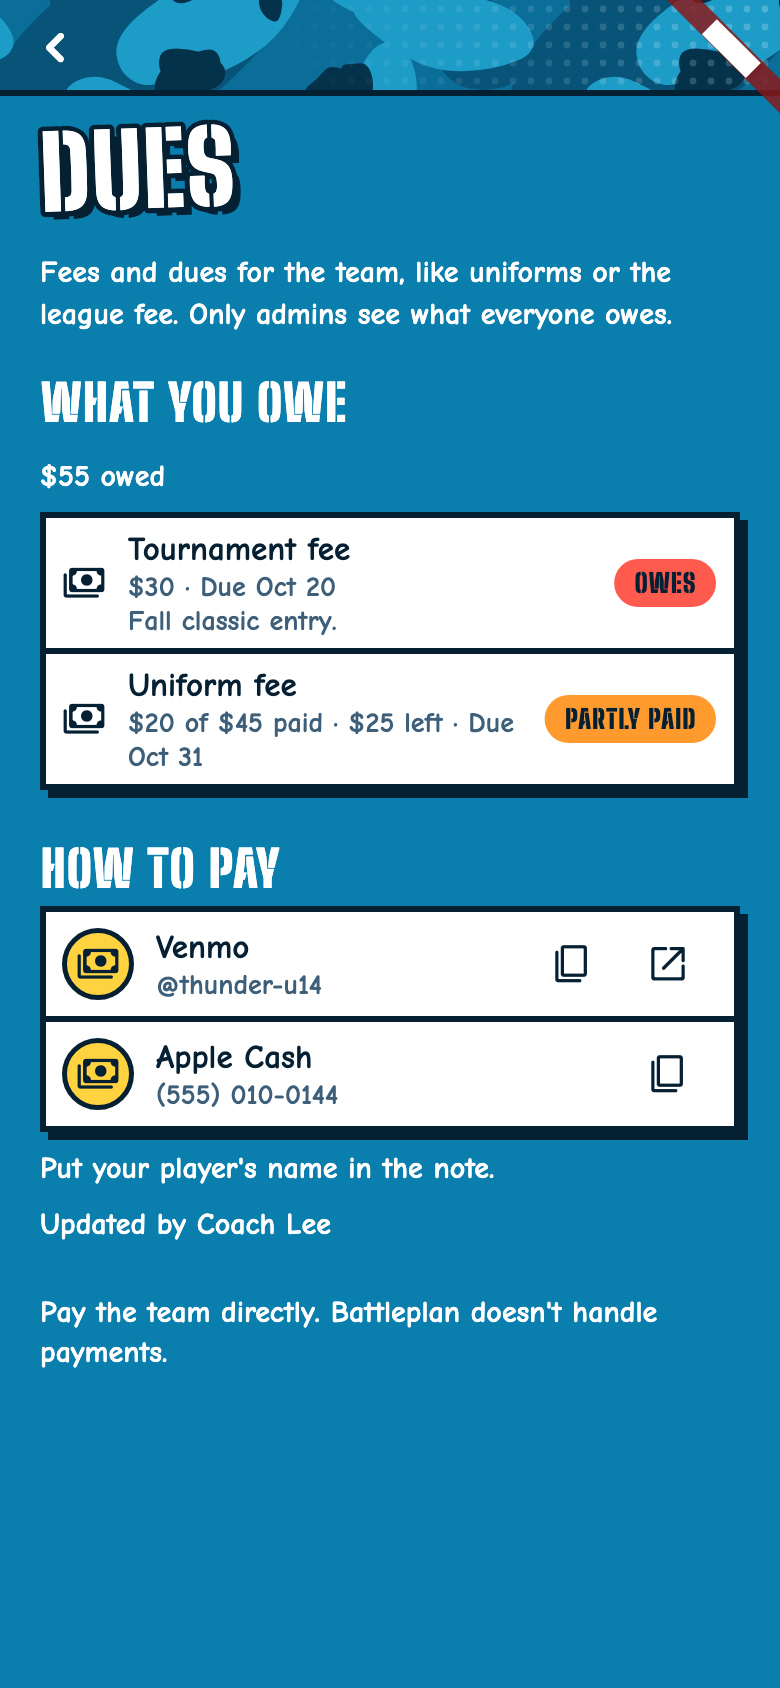 DUES
Fees and dues for the team, like uniforms or the
league fee. Only admins see what everyone owes.
WHAT YOU OWE
$55 owed
Tournament fee
$30 · Due Oct 20
Fall classic entry.
OWES
Uniform fee
$20 of $45 paid · $25 left · Due
Oct 31
PARTLY PAID
HOW TO PAY
Venmo
@thunder-u14
Apple Cash
(555) 010-0144
Put your player's name in the note.
Updated by Coach Lee
Pay the team directly. Battleplan doesn't handle
payments.